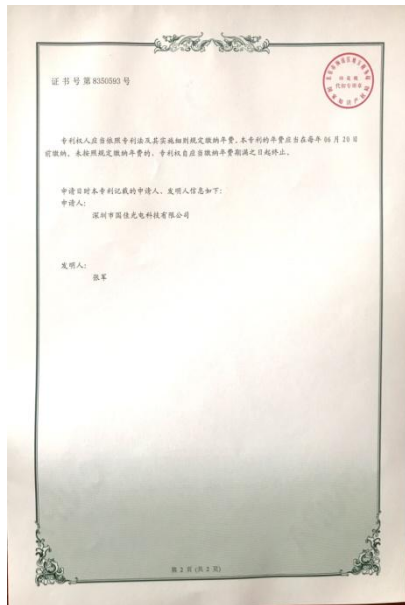 证书号第8350593号
专利权人应当依照专利法及其实施细则规定缴纳年费。本专利的年费应当在每年06月20日
前缴纳。未按照规定缴纳年费的，专利权自应当缴纳年费期满之日起终止。
申请日时本专利记载的申请人、发明人信息如下：
申请人：
深圳市国佳光电科技有限公司
发明人：
张军
第2页(共2页)